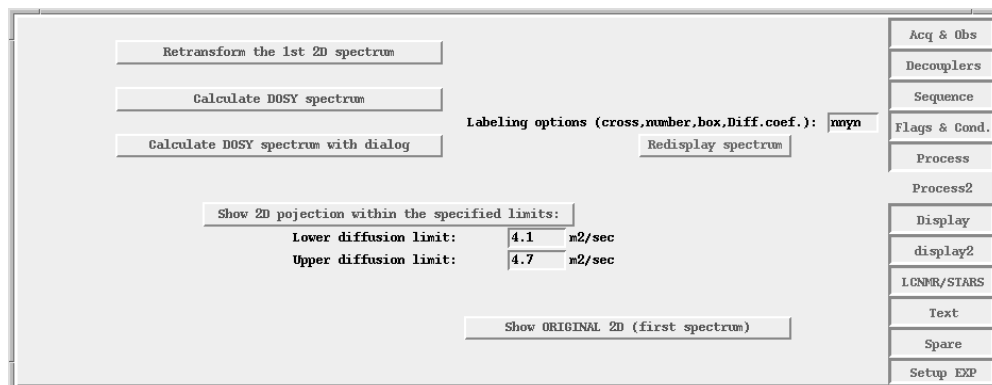 Retransform the 1st 2D spectrum
Calculate DOSY spectrum
Labeling options (cross,number,box,Diff.coef.): nnyn
Calculate DOSY spectrum with dialog
Redisplay spectrum
Show 2D pojection within the specified limits:
Lower diffusion limit: 4.1 m2/sec
Upper diffusion limit: 4.7 m2/sec
Show ORIGINAL 2D (first spectrum)
Acq & Obs
Decouplers
Sequence
Flags & Cond.
Process
Process2
Display
display2
LCNMR/STARS
Text
Spare
Setup EXP